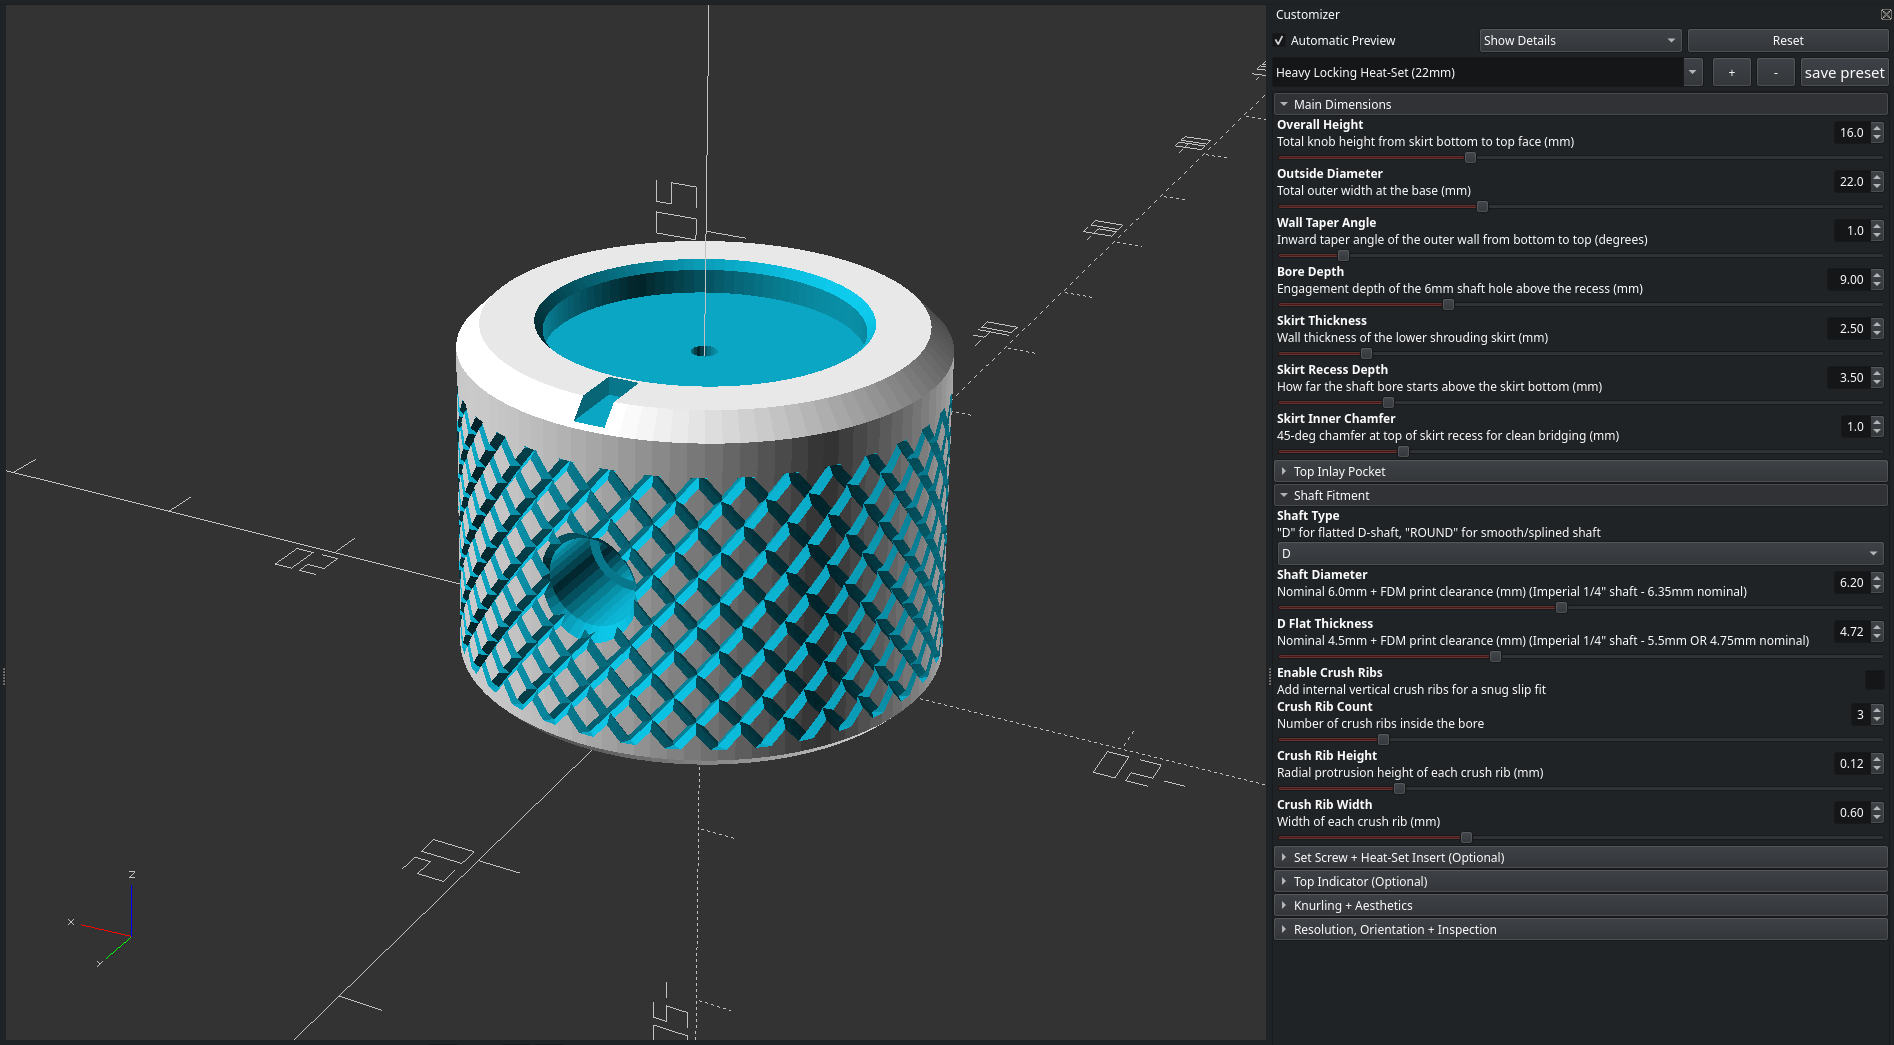 Customizer
Automatic Preview
Show Details
Reset
Heavy Locking Heat-Set (22mm)
+
-
save preset
Main Dimensions
Overall Height
Total knob height from skirt bottom to top face (mm)
16.0
Outside Diameter
Total outer width at the base (mm)
22.0
Wall Taper Angle
Inward taper angle of the outer wall from bottom to top (degrees)
1.0
Bore Depth
Engagement depth of the 6mm shaft hole above the recess (mm)
9.00
Skirt Thickness
Wall thickness of the lower shrouding skirt (mm)
2.50
Skirt Recess Depth
How far the shaft bore starts above the skirt bottom (mm)
3.50
Skirt Inner Chamfer
45-deg chamfer at top of skirt recess for clean bridging (mm)
1.0
Top Inlay Pocket
Shaft Fitment
Shaft Type
"D" for flatted D-shaft, "ROUND" for smooth/splined shaft
D
Shaft Diameter
Nominal 6.0mm + FDM print clearance (mm) (Imperial 1/4" shaft - 6.35mm nominal)
6.20
D Flat Thickness
Nominal 4.5mm + FDM print clearance (mm) (Imperial 1/4" shaft - 5.5mm OR 4.75mm nominal)
4.72
Enable Crush Ribs
Add internal vertical crush ribs for a snug slip fit
Crush Rib Count
Number of crush ribs inside the bore
3
Crush Rib Height
Radial protrusion height of each crush rib (mm)
0.12
Crush Rib Width
Width of each crush rib (mm)
0.60
Set Screw + Heat-Set Insert (Optional)
Top Indicator (Optional)
Knurling + Aesthetics
Resolution, Orientation + Inspection
z
x
y